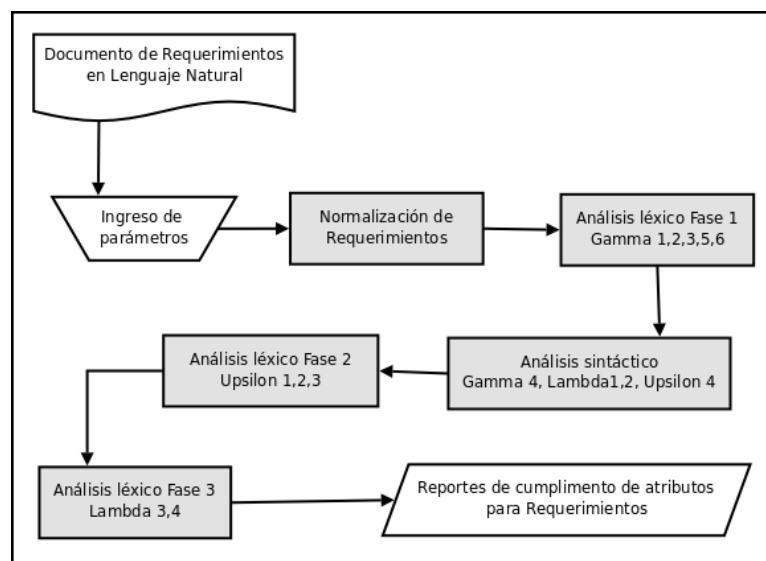 Documento de Requerimientos
en Lenguaje Natural
Ingreso de
parámetros
Normalización de
Requerimientos
Análisis léxico Fase 1
Gamma 1,2,3,5,6
Análisis sintáctico
Gamma 4, Lambda1,2, Upsilon 4
Análisis léxico Fase 2
Upsilon 1,2,3
Análisis léxico Fase 3
Lambda 3,4
Reportes de cumplimento de atributos
para Requerimientos